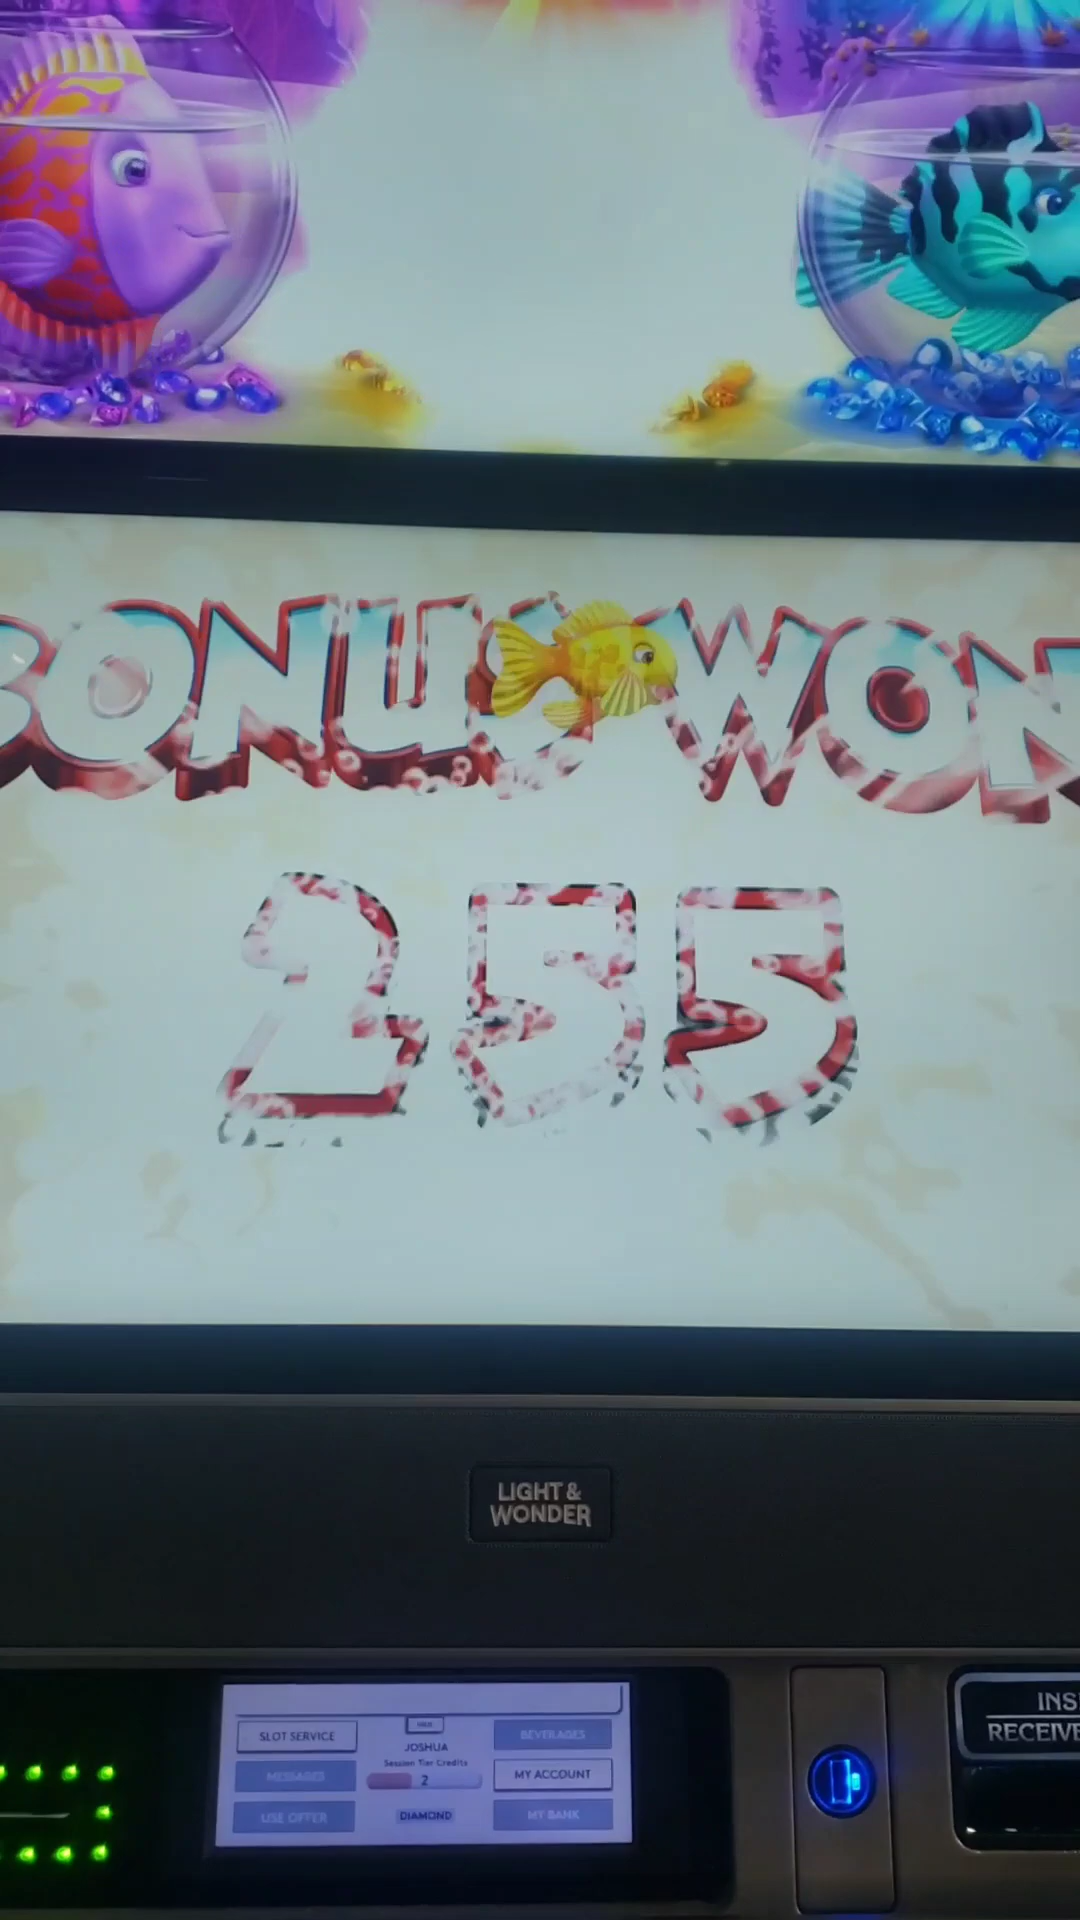 BONUS WON
255
LIGHT &
WONDER
SLOT SERVICE
BEVERAGES
JOSHUA
Session Tier Credits
MESSAGES
2
MY ACCOUNT
USE OFFER
DIAMOND
MY BANK
INS
RECEIVE